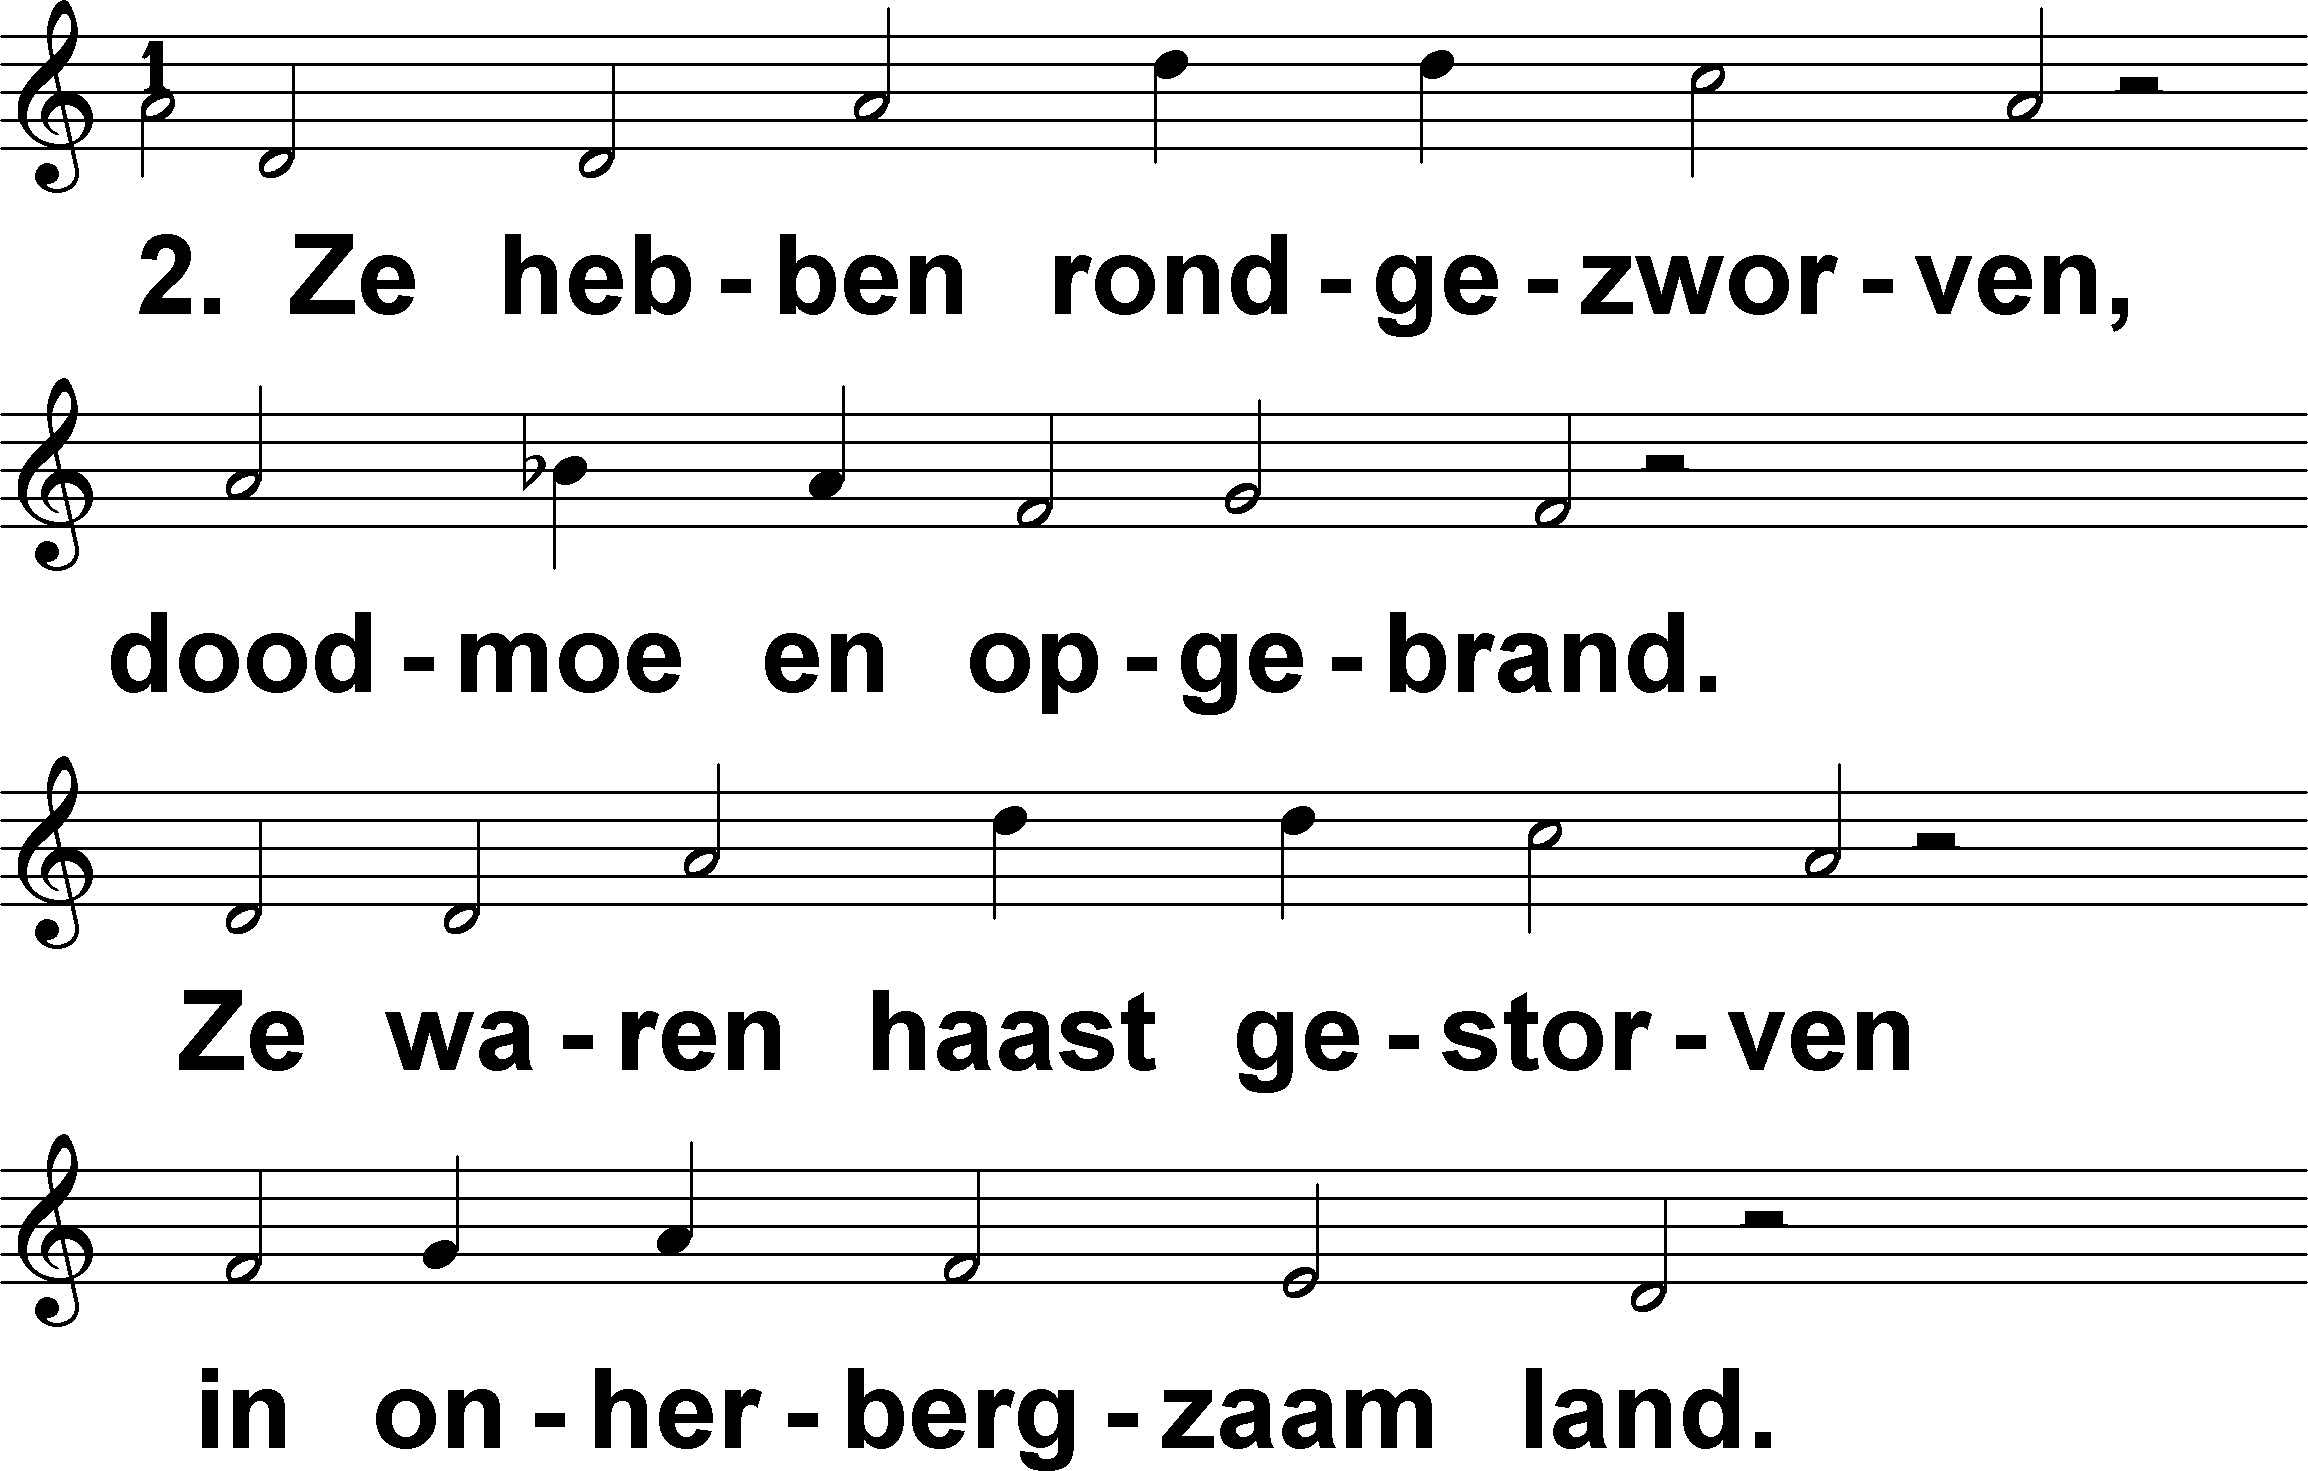 1
2. Ze heb - ben rond - ge - zwor - ven,
dood - moe en op - ge - brand.
Ze wa - ren haast ge - stor - ven
in on - her - berg - zaam land.